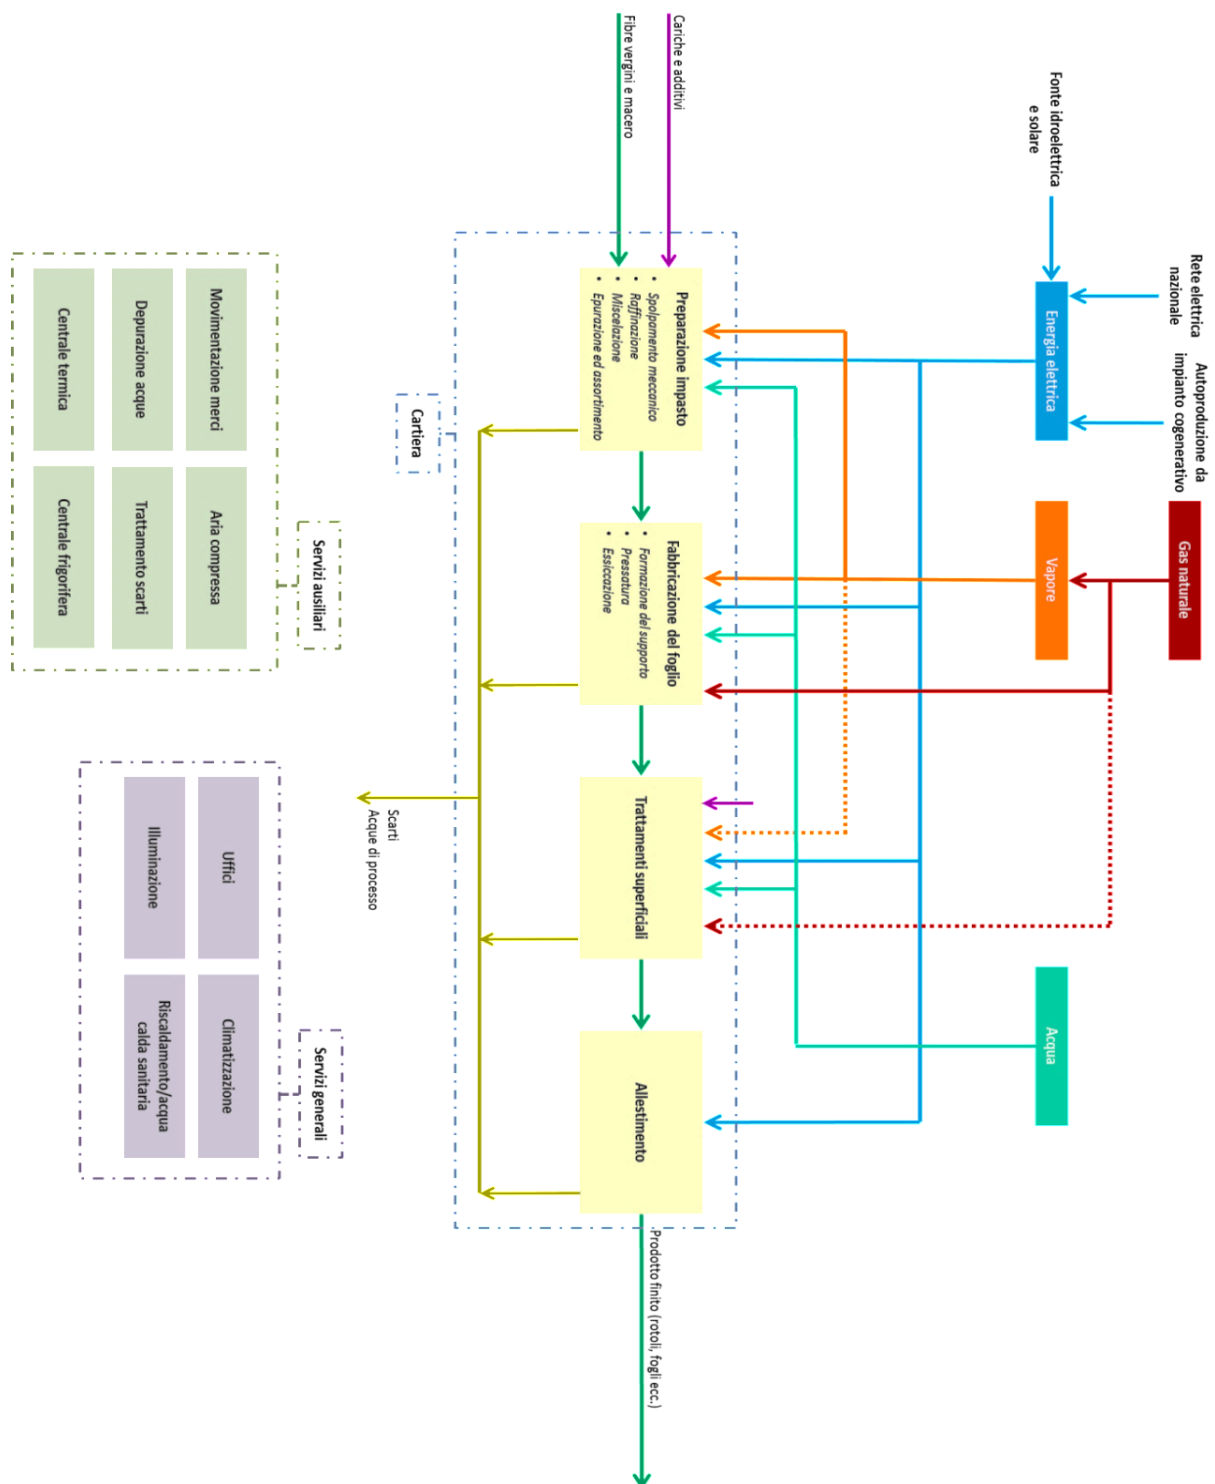 Rete elettrica
nazionale
Autoproduzione da
impianto cogenerativo
Gas naturale
Fonte idroelettrica
e solare
Energia elettrica
Vapore
Acqua
Cariche e additivi
Fibre vergini e macero
Preparazione impasto
• Spolpamento meccanico
• Raffinazione
• Miscelazione
• Epurazione ed assortimento
Fabbricazione del foglio
• Formazione del supporto
• Pressatura
• Essiccazione
Trattamenti superficiali
Allestimento
Prodotto finito (rotoli, fogli ecc.)
Cartiera
Scarti
Acque di processo
Servizi ausiliari
Movimentazione merci
Aria compressa
Depurazione acque
Trattamento scarti
Centrale termica
Centrale frigorifera
Servizi generali
Uffici
Climatizzazione
Illuminazione
Riscaldamento/acqua
calda sanitaria